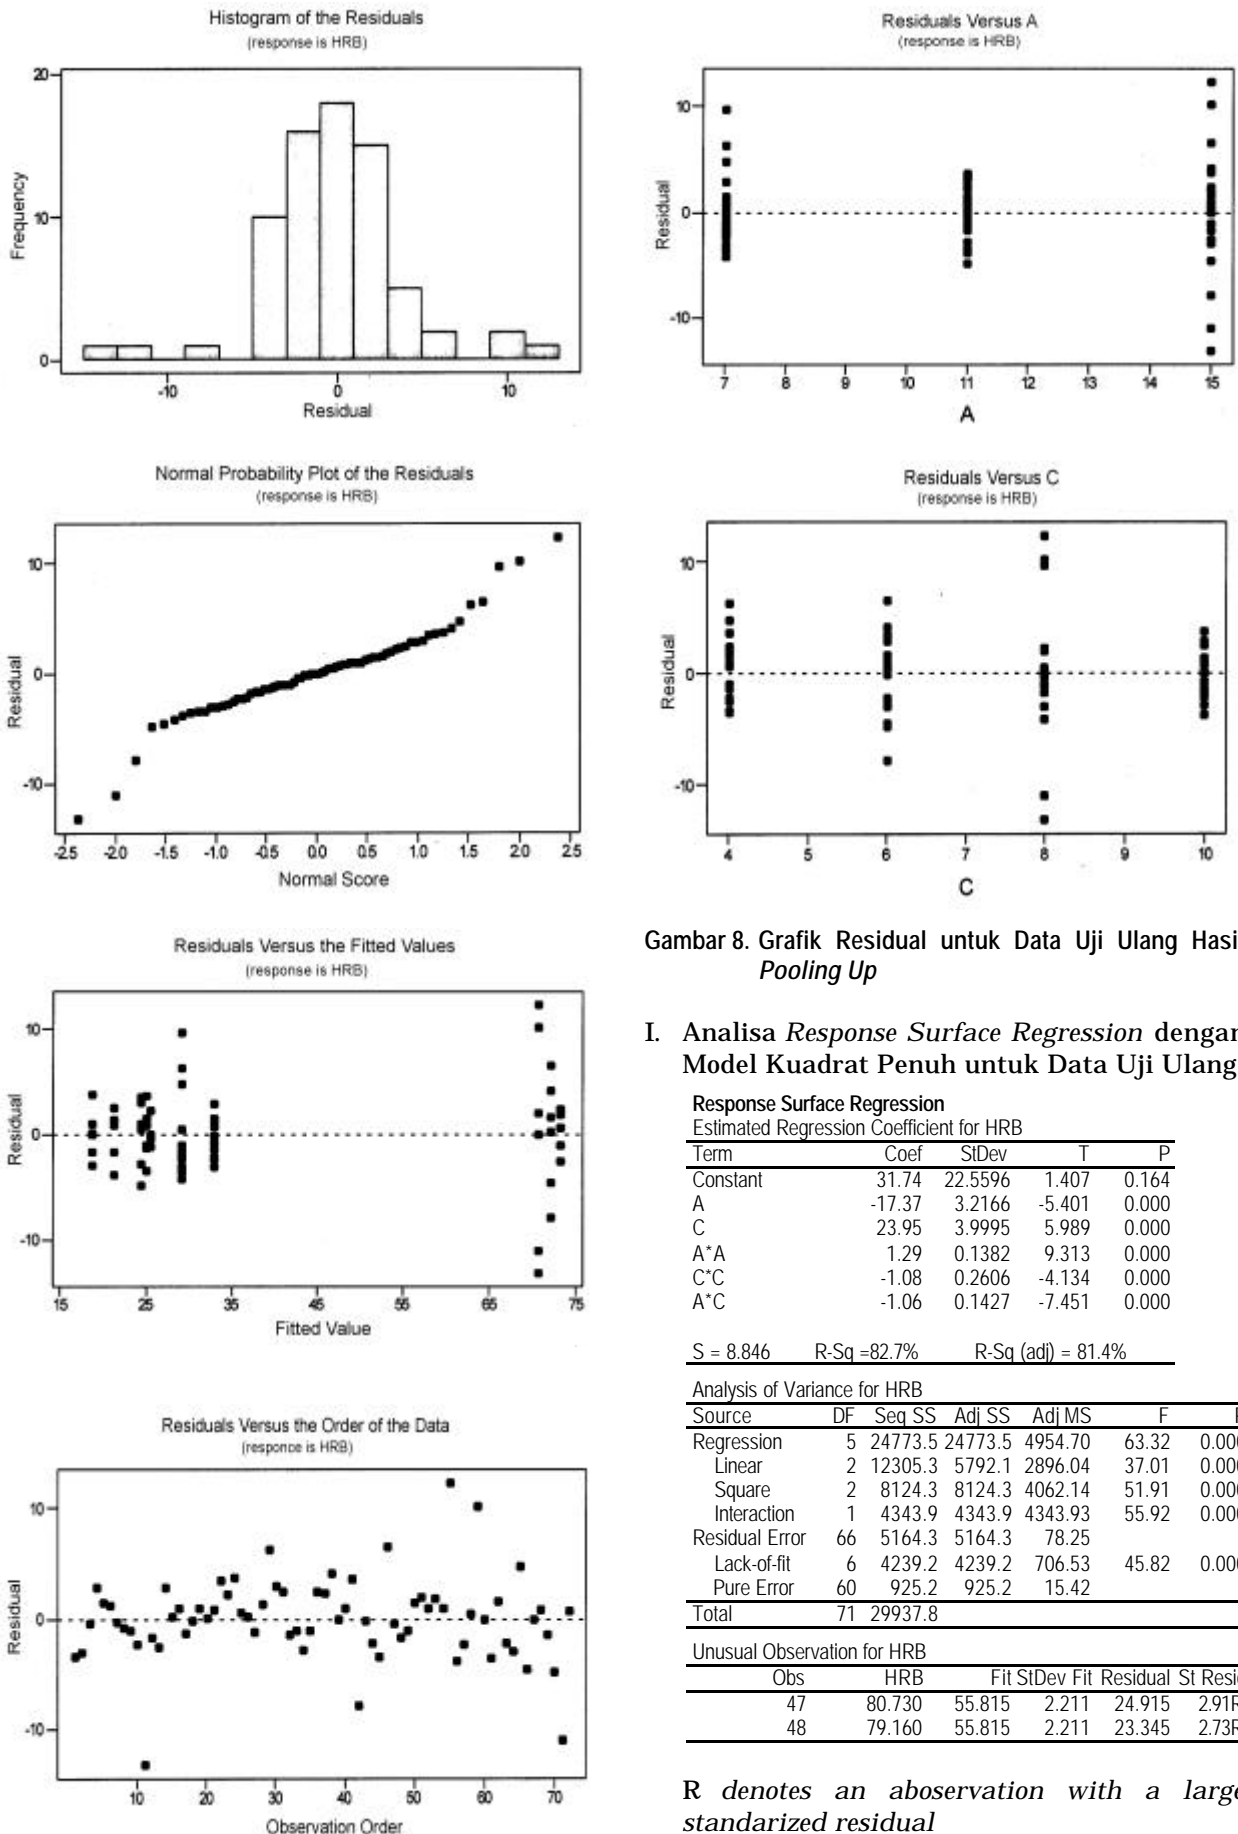 Histogram of the Residuals
(response is HRB)
20
10
0
Frequency
-10 0 10
Residual
Normal Probability Plot of the Residuals
(response is HRB)
10
0
-10
Residual
-2.5 -2.0 -1.5 -1.0 -0.5 0.0 0.5 1.0 1.5 2.0 2.5
Normal Score
Residuals Versus the Fitted Values
(response is HRB)
10
0
-10
Residual
15 25 35 45 55 65 75
Fitted Value
Residuals Versus the Order of the Data
(responce is HRB)
10
0
-10
Residual
10 20 30 40 50 60 70
Observation Order
Residuals Versus A
(response is HRB)
10
0
-10
Residual
7 8 9 10 11 12 13 14 15
A
Residuals Versus C
(response is HRB)
10
0
-10
Residual
4 5 6 7 8 9 10
C
Gambar 8. Grafik Residual untuk Data Uji Ulang Hasi
Pooling Up
I. Analisa Response Surface Regression dengan
Model Kuadrat Penuh untuk Data Uji Ulang
Response Surface Regression
Estimated Regression Coefficient for HRB
Term Coef StDev T P
Constant 31.74 22.5596 1.407 0.164
A -17.37 3.2166 -5.401 0.000
C 23.95 3.9995 5.989 0.000
A*A 1.29 0.1382 9.313 0.000
C*C -1.08 0.2606 -4.134 0.000
A*C -1.06 0.1427 -7.451 0.000
S = 8.846 R-Sq =82.7% R-Sq (adj) = 81.4%
Analysis of Variance for HRB
Source DF Seq SS Adj SS Adj MS F P
Regression 5 24773.5 24773.5 4954.70 63.32 0.000
Linear 2 12305.3 5792.1 2896.04 37.01 0.000
Square 2 8124.3 8124.3 4062.14 51.91 0.000
Interaction 1 4343.9 4343.9 4343.93 55.92 0.000
Residual Error 66 5164.3 5164.3 78.25
Lack-of-fit 6 4239.2 4239.2 706.53 45.82 0.000
Pure Error 60 925.2 925.2 15.42
Total 71 29937.8
Unusual Observation for HRB
Obs HRB Fit StDev Fit Residual St Resi
47 80.730 55.815 2.211 24.915 2.91R
48 79.160 55.815 2.211 23.345 2.73R
R denotes an aboservation with a large
standarized residual